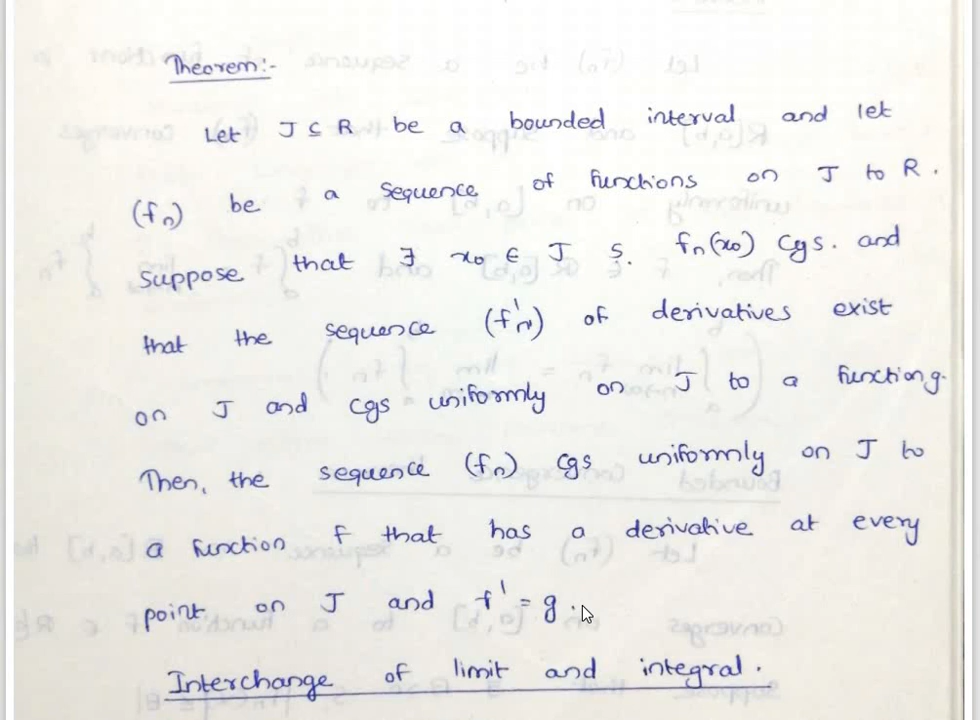 Theorem:-
Let J ⊆ R be a bounded interval and let
(fn) be a sequence of functions on J to R.
Suppose that ∃ x0 ∈ J ş. fn(x0) cgs. and
that the sequence (f'n) of derivatives exist
on J and cgs uniformly on J to a function g.
Then, the sequence (fn) cgs uniformly on J to
a function f that has a derivative at every
point on J and f' = g.
Interchange of limit and integral.